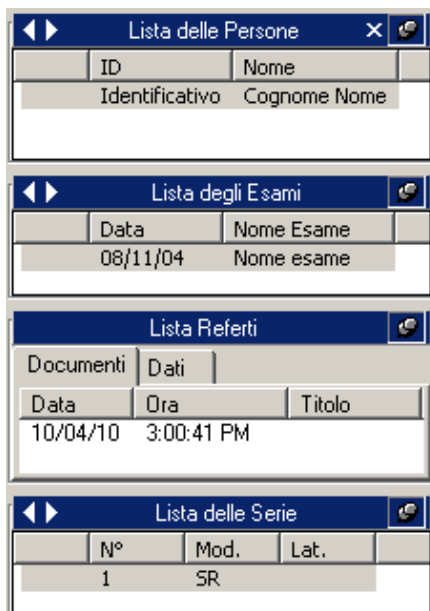 Lista delle Persone
ID Nome
Identificativo Cognome Nome
Lista degli Esami
Data Nome Esame
08/11/04 Nome esame
Lista Referti
Documenti Dati
Data Ora Titolo
10/04/10 3:00:41 PM
Lista delle Serie
N° Mod. Lat.
1 SR